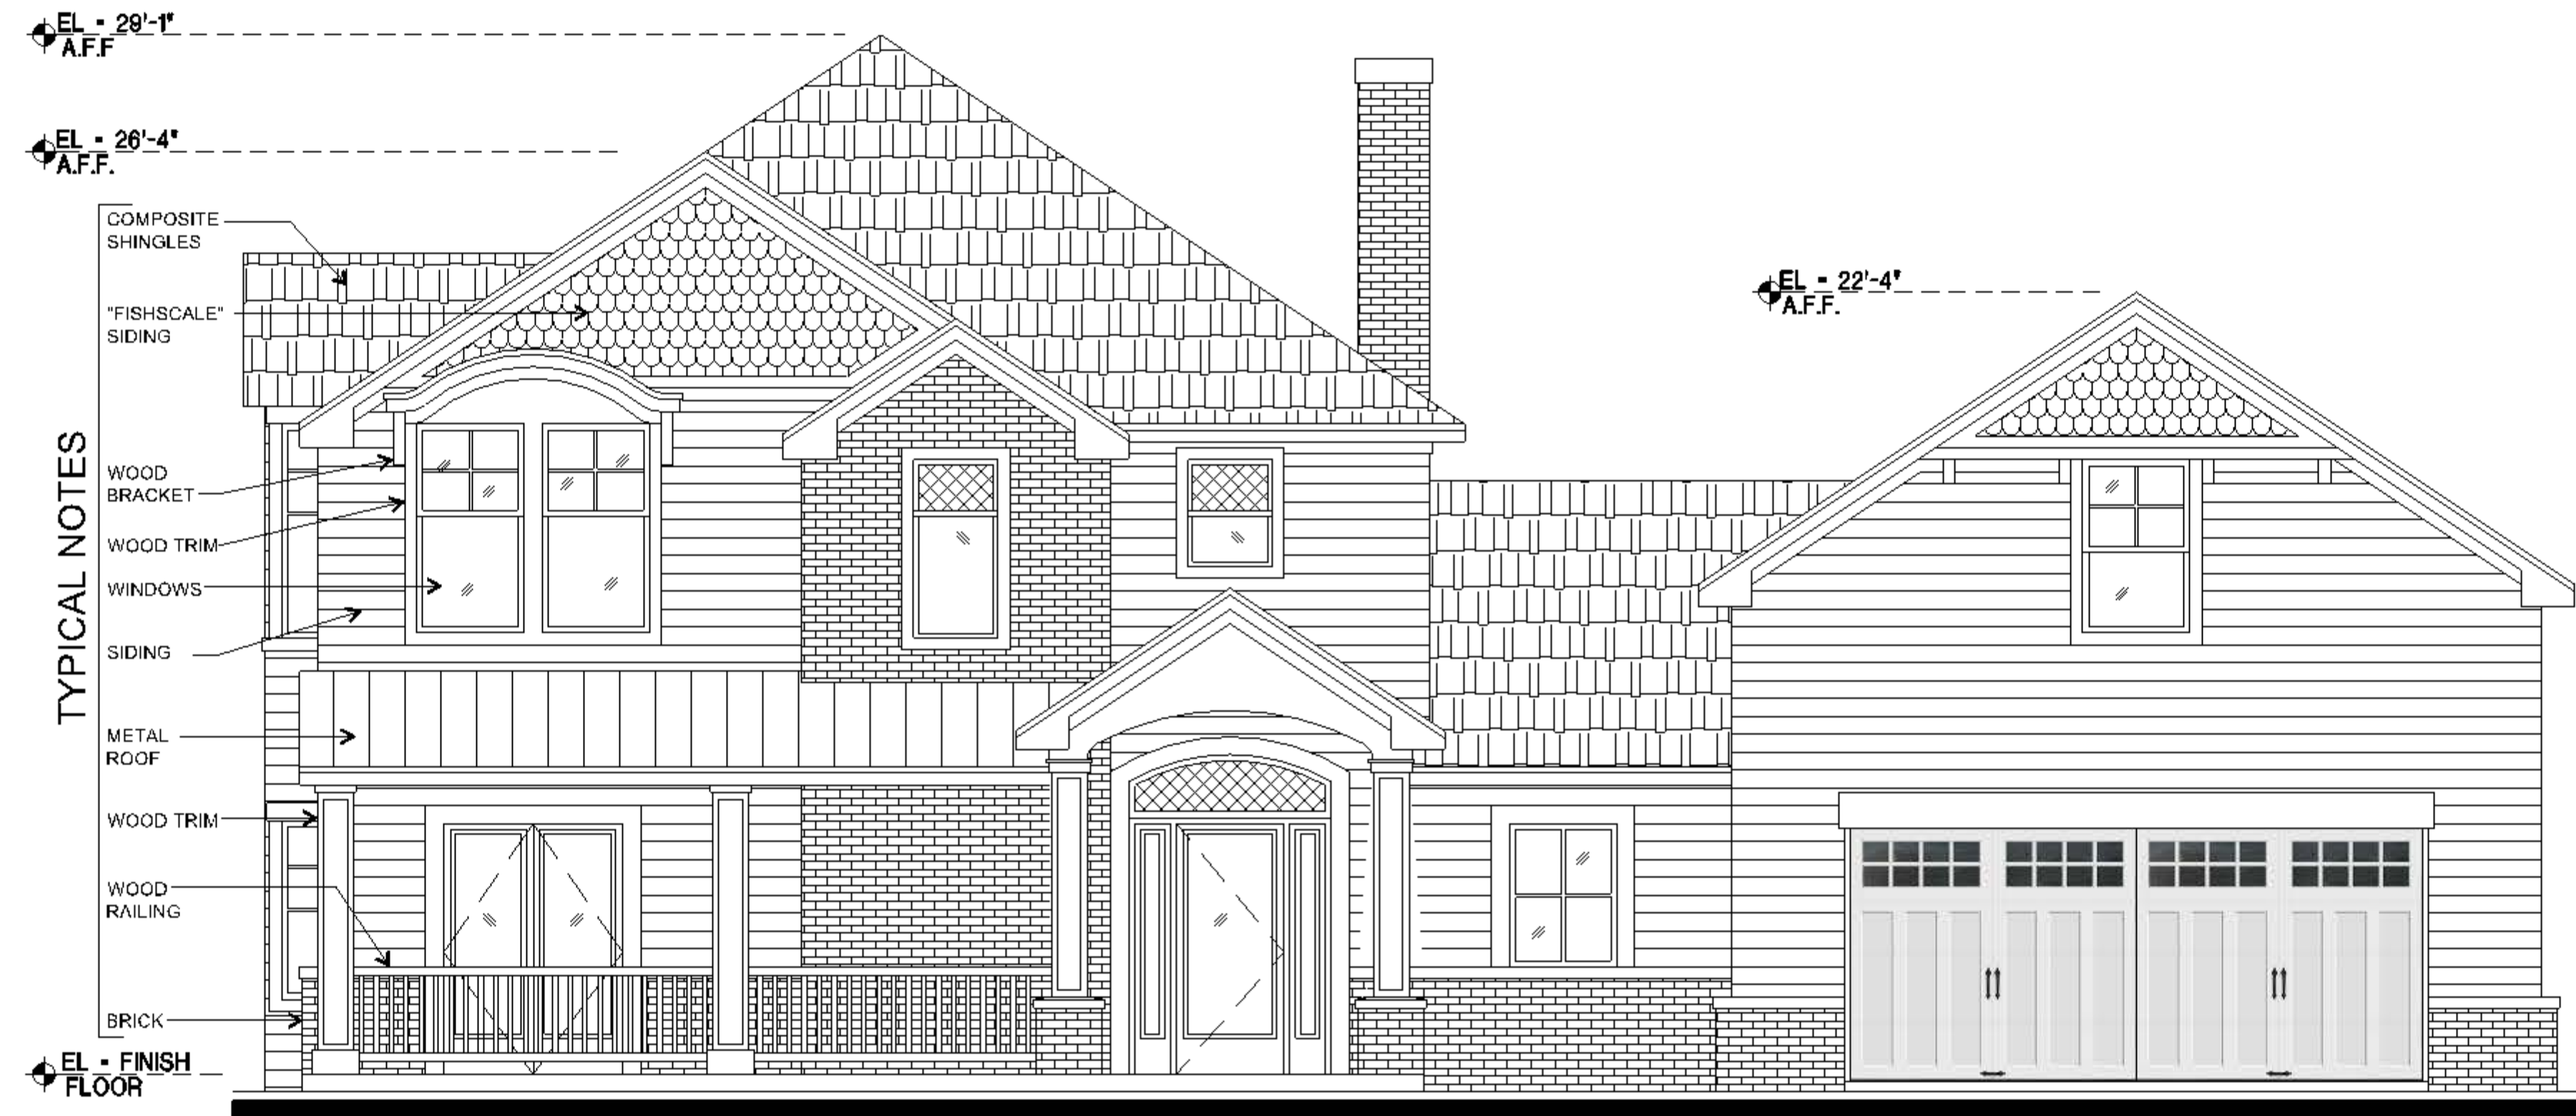 EL - 29'-1"
A.F.F
EL - 26'-4"
A.F.F.
EL - 22'-4"
A.F.F.
TYPICAL NOTES
COMPOSITE
SHINGLES
"FISHSCALE"
SIDING
WOOD
BRACKET
WOOD TRIM
WINDOWS
SIDING
METAL
ROOF
WOOD TRIM
WOOD
RAILING
BRICK
EL - FINISH
FLOOR